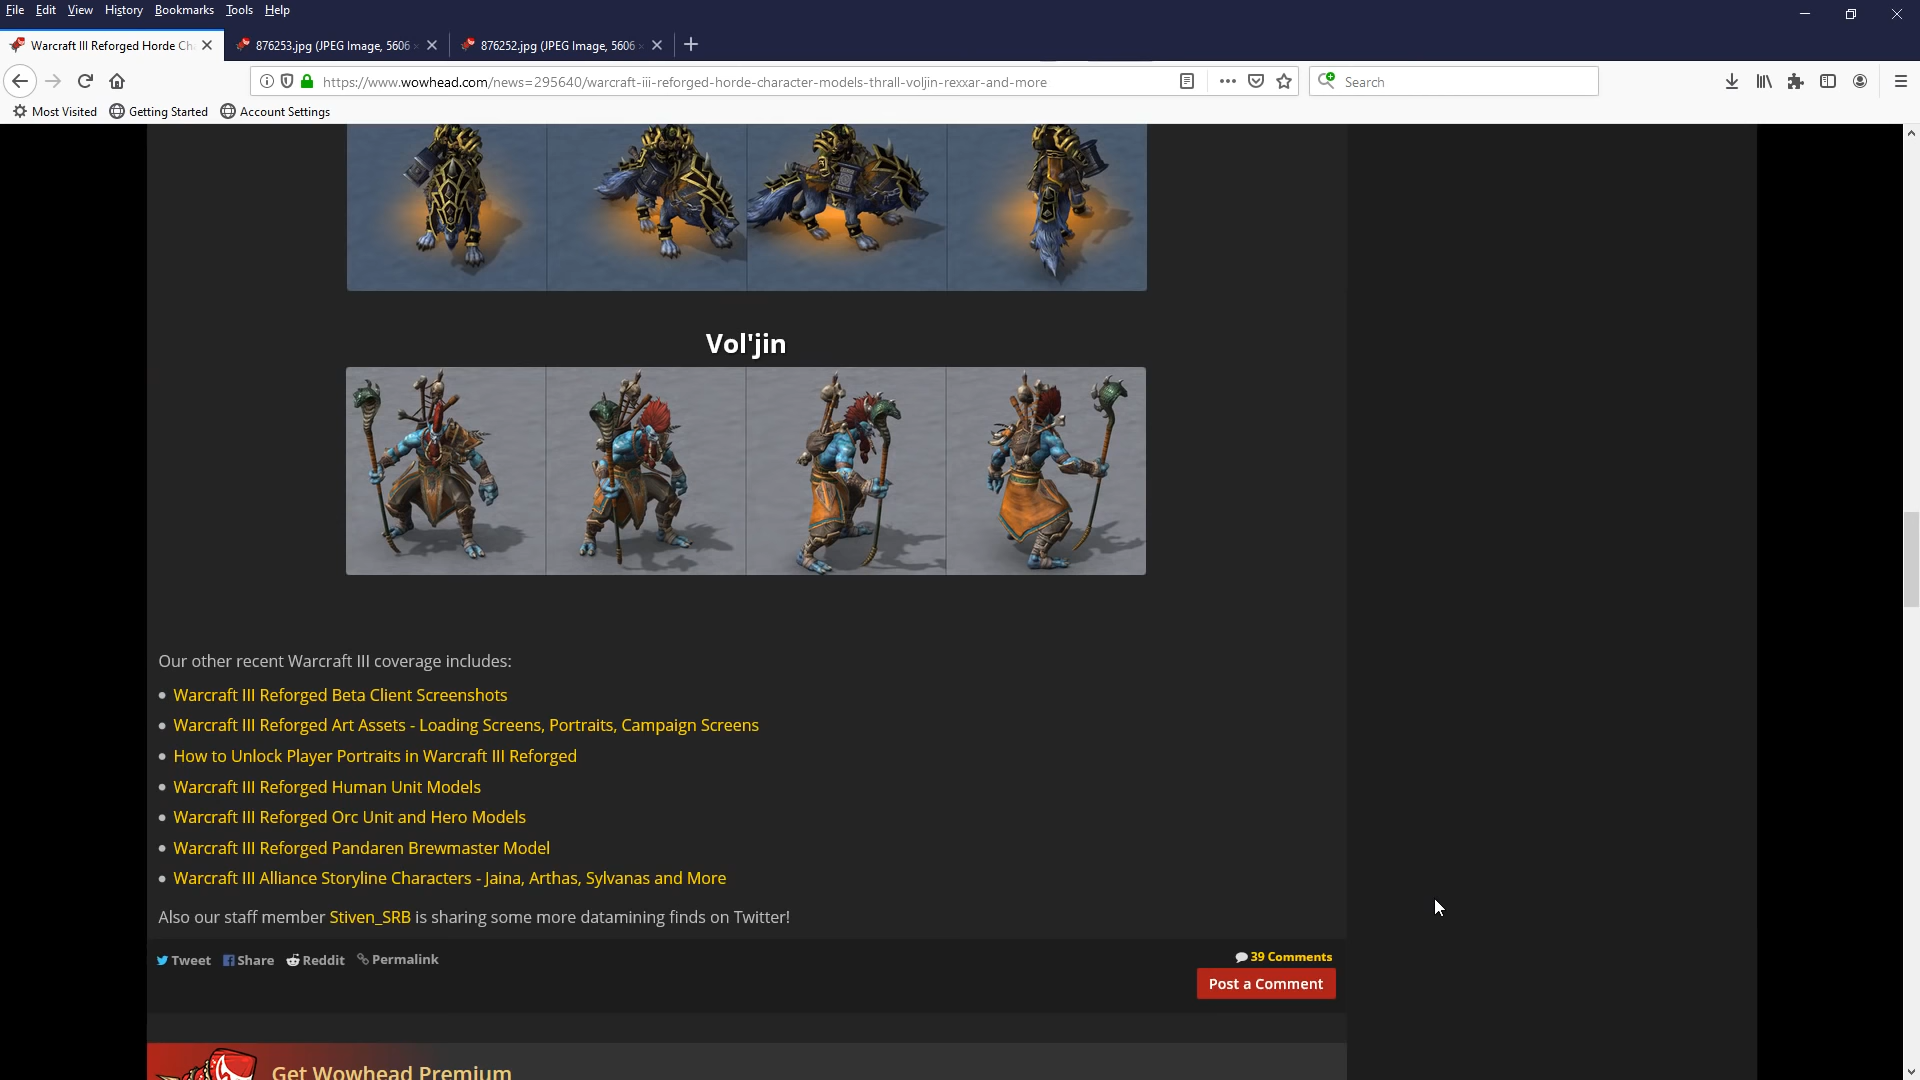 File Edit View History Bookmarks Tools Help
Warcraft III Reforged Horde Ch
876253.jpg (JPEG Image, 5606
876252.jpg (JPEG Image, 5606
https://www.wowhead.com/news=295640/warcraft-iii-reforged-horde-character-models-thrall-voljin-rexxar-and-more
Search
Most Visited Getting Started Account Settings
Vol'jin
Our other recent Warcraft III coverage includes:
Warcraft III Reforged Beta Client Screenshots
Warcraft III Reforged Art Assets - Loading Screens, Portraits, Campaign Screens
How to Unlock Player Portraits in Warcraft III Reforged
Warcraft III Reforged Human Unit Models
Warcraft III Reforged Orc Unit and Hero Models
Warcraft III Reforged Pandaren Brewmaster Model
Warcraft III Alliance Storyline Characters - Jaina, Arthas, Sylvanas and More
Also our staff member Stiven_SRB is sharing some more datamining finds on Twitter!
Tweet Share Reddit Permalink
39 Comments
Post a Comment
Get Wowhead Premium